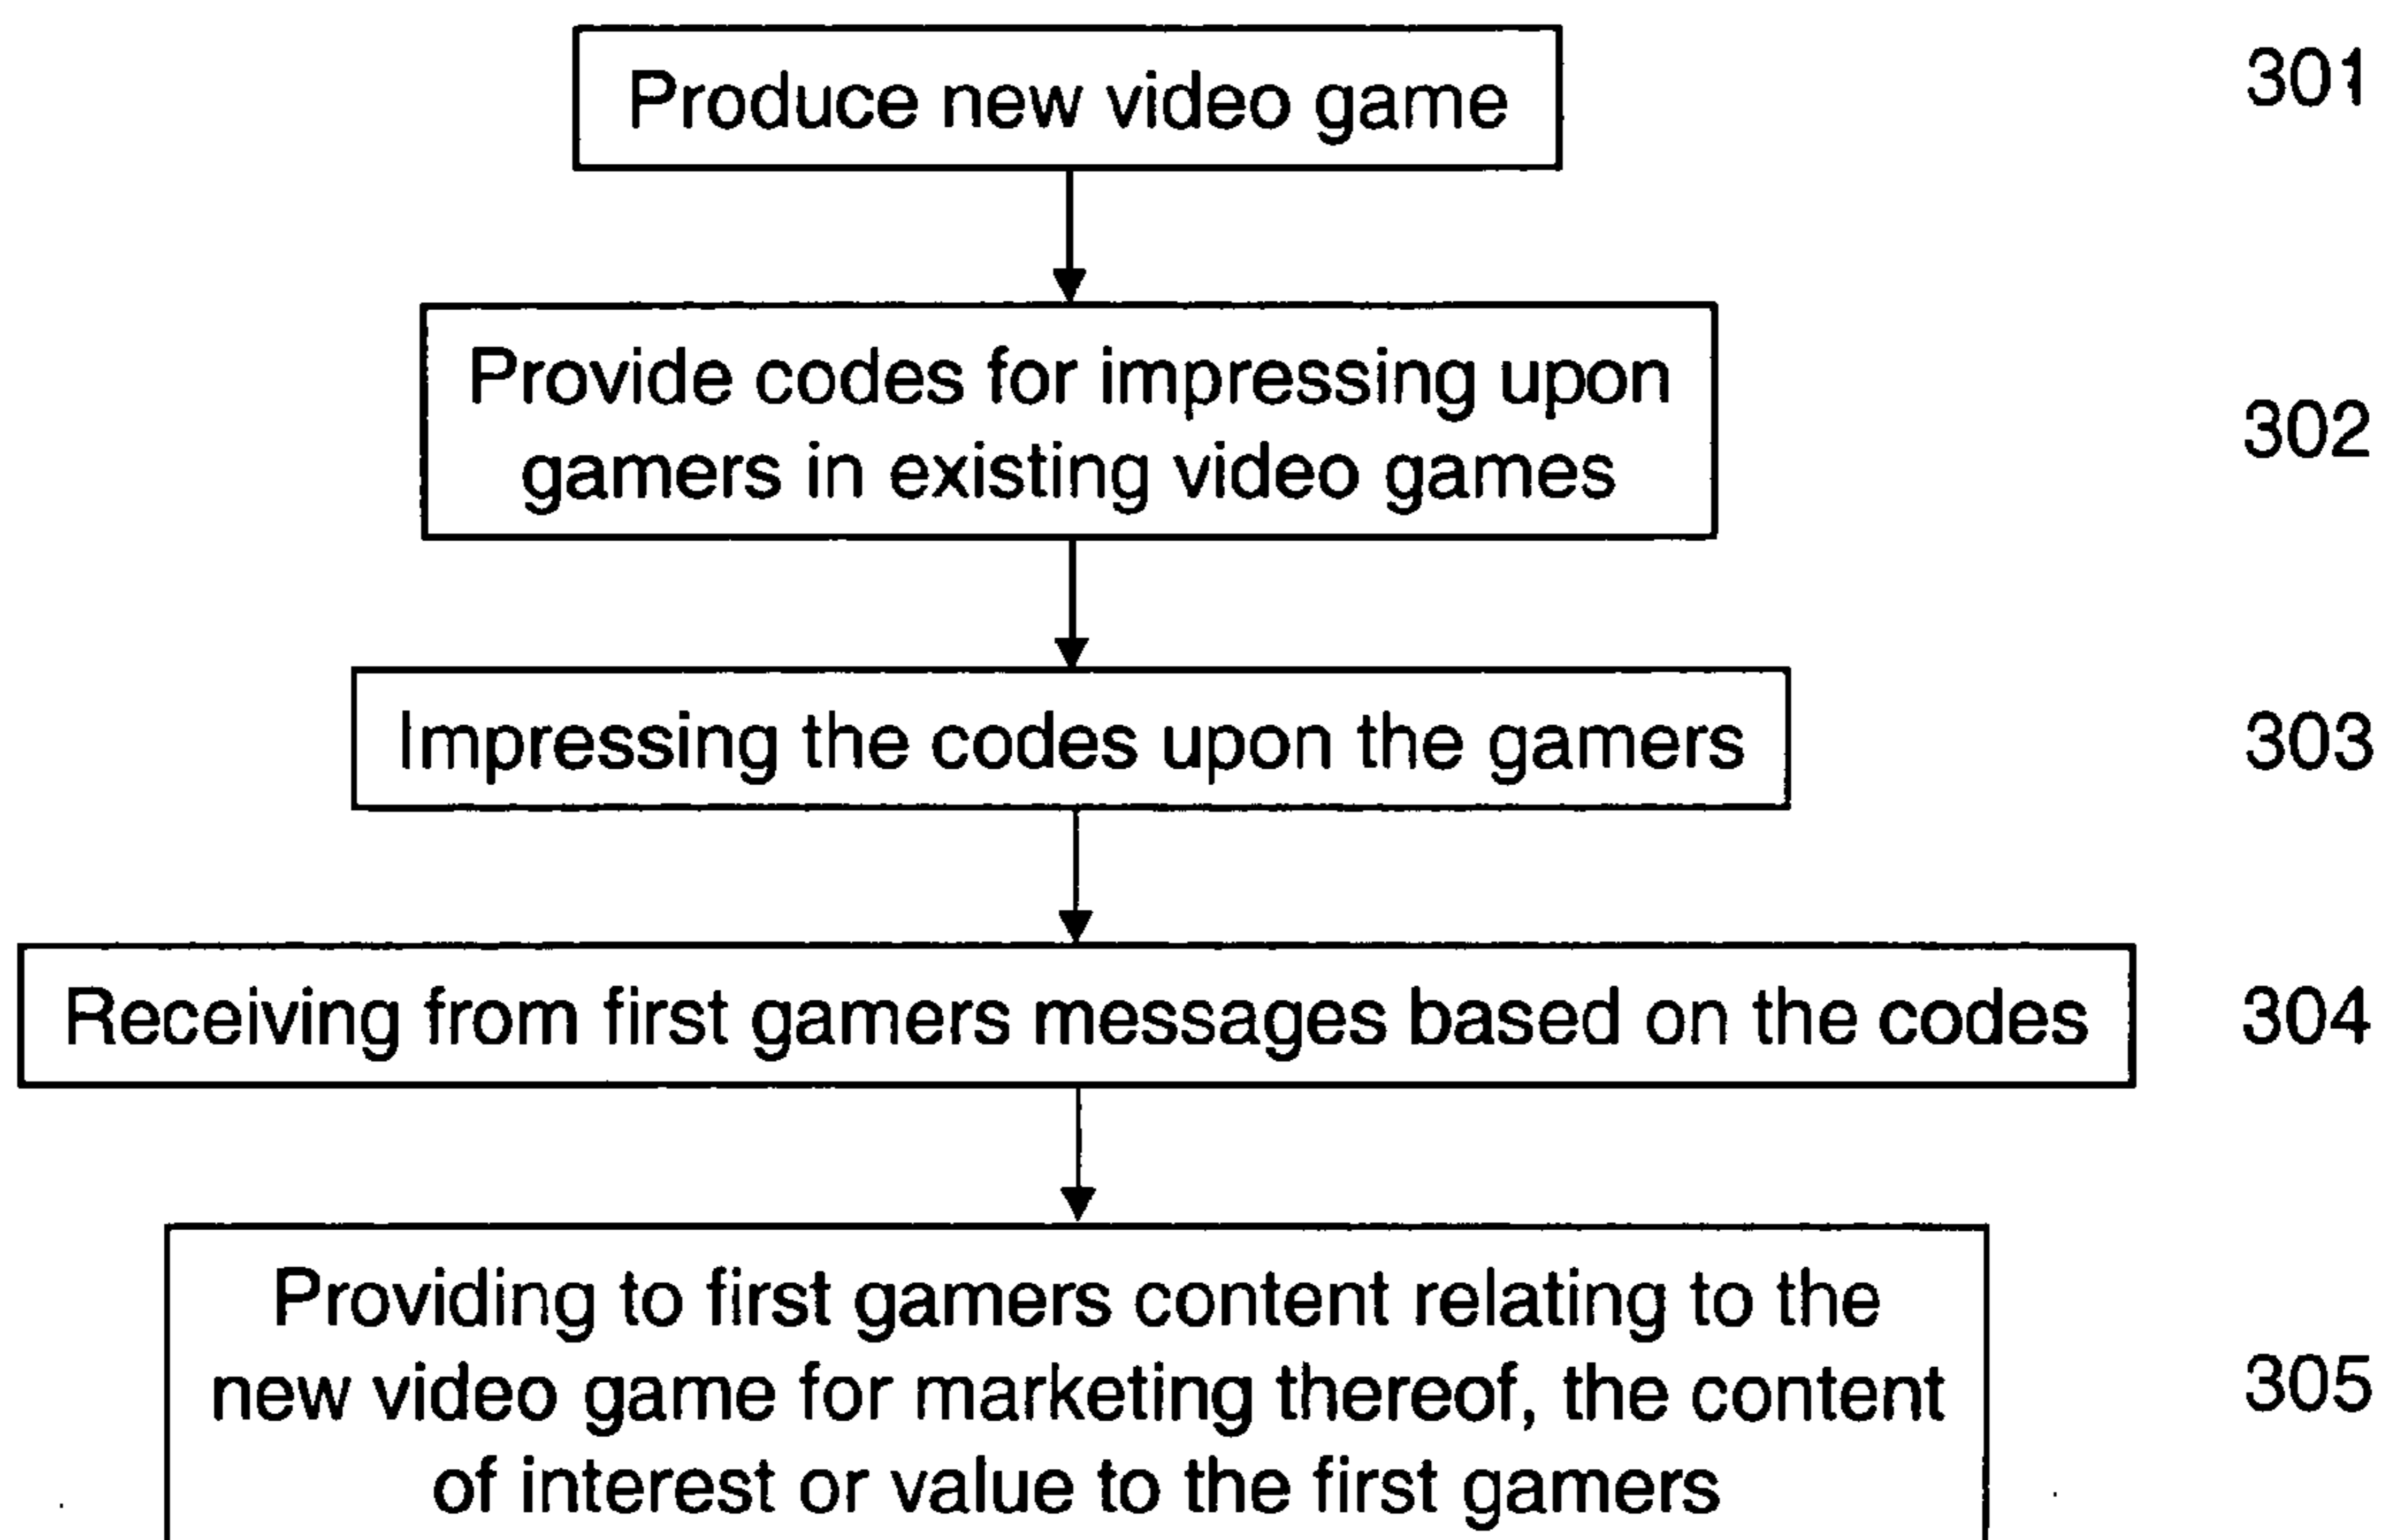 Produce new video game
301
Provide codes for impressing upon
gamers in existing video games
302
Impressing the codes upon the gamers
303
Receiving from first gamers messages based on the codes
304
Providing to first gamers content relating to the
new video game for marketing thereof, the content
of interest or value to the first gamers
305